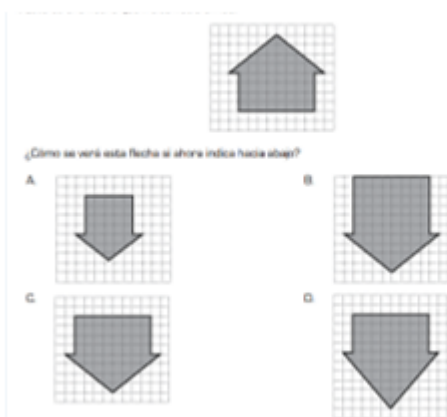 ¿Cómo se verá esta flecha si ahora indica hacia abajo?
A.
B.
C.
D.